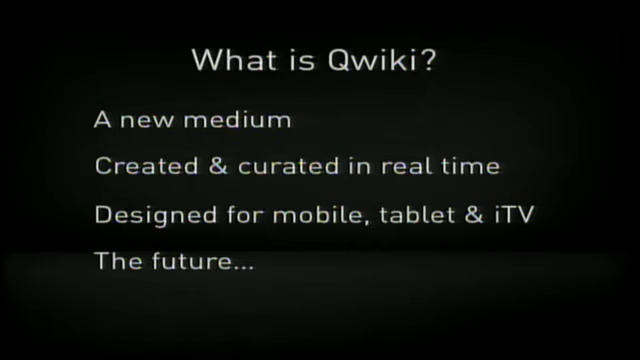 What is Qwiki?
A new medium
Created & curated in real time
Designed for mobile, tablet & iTV
The future...